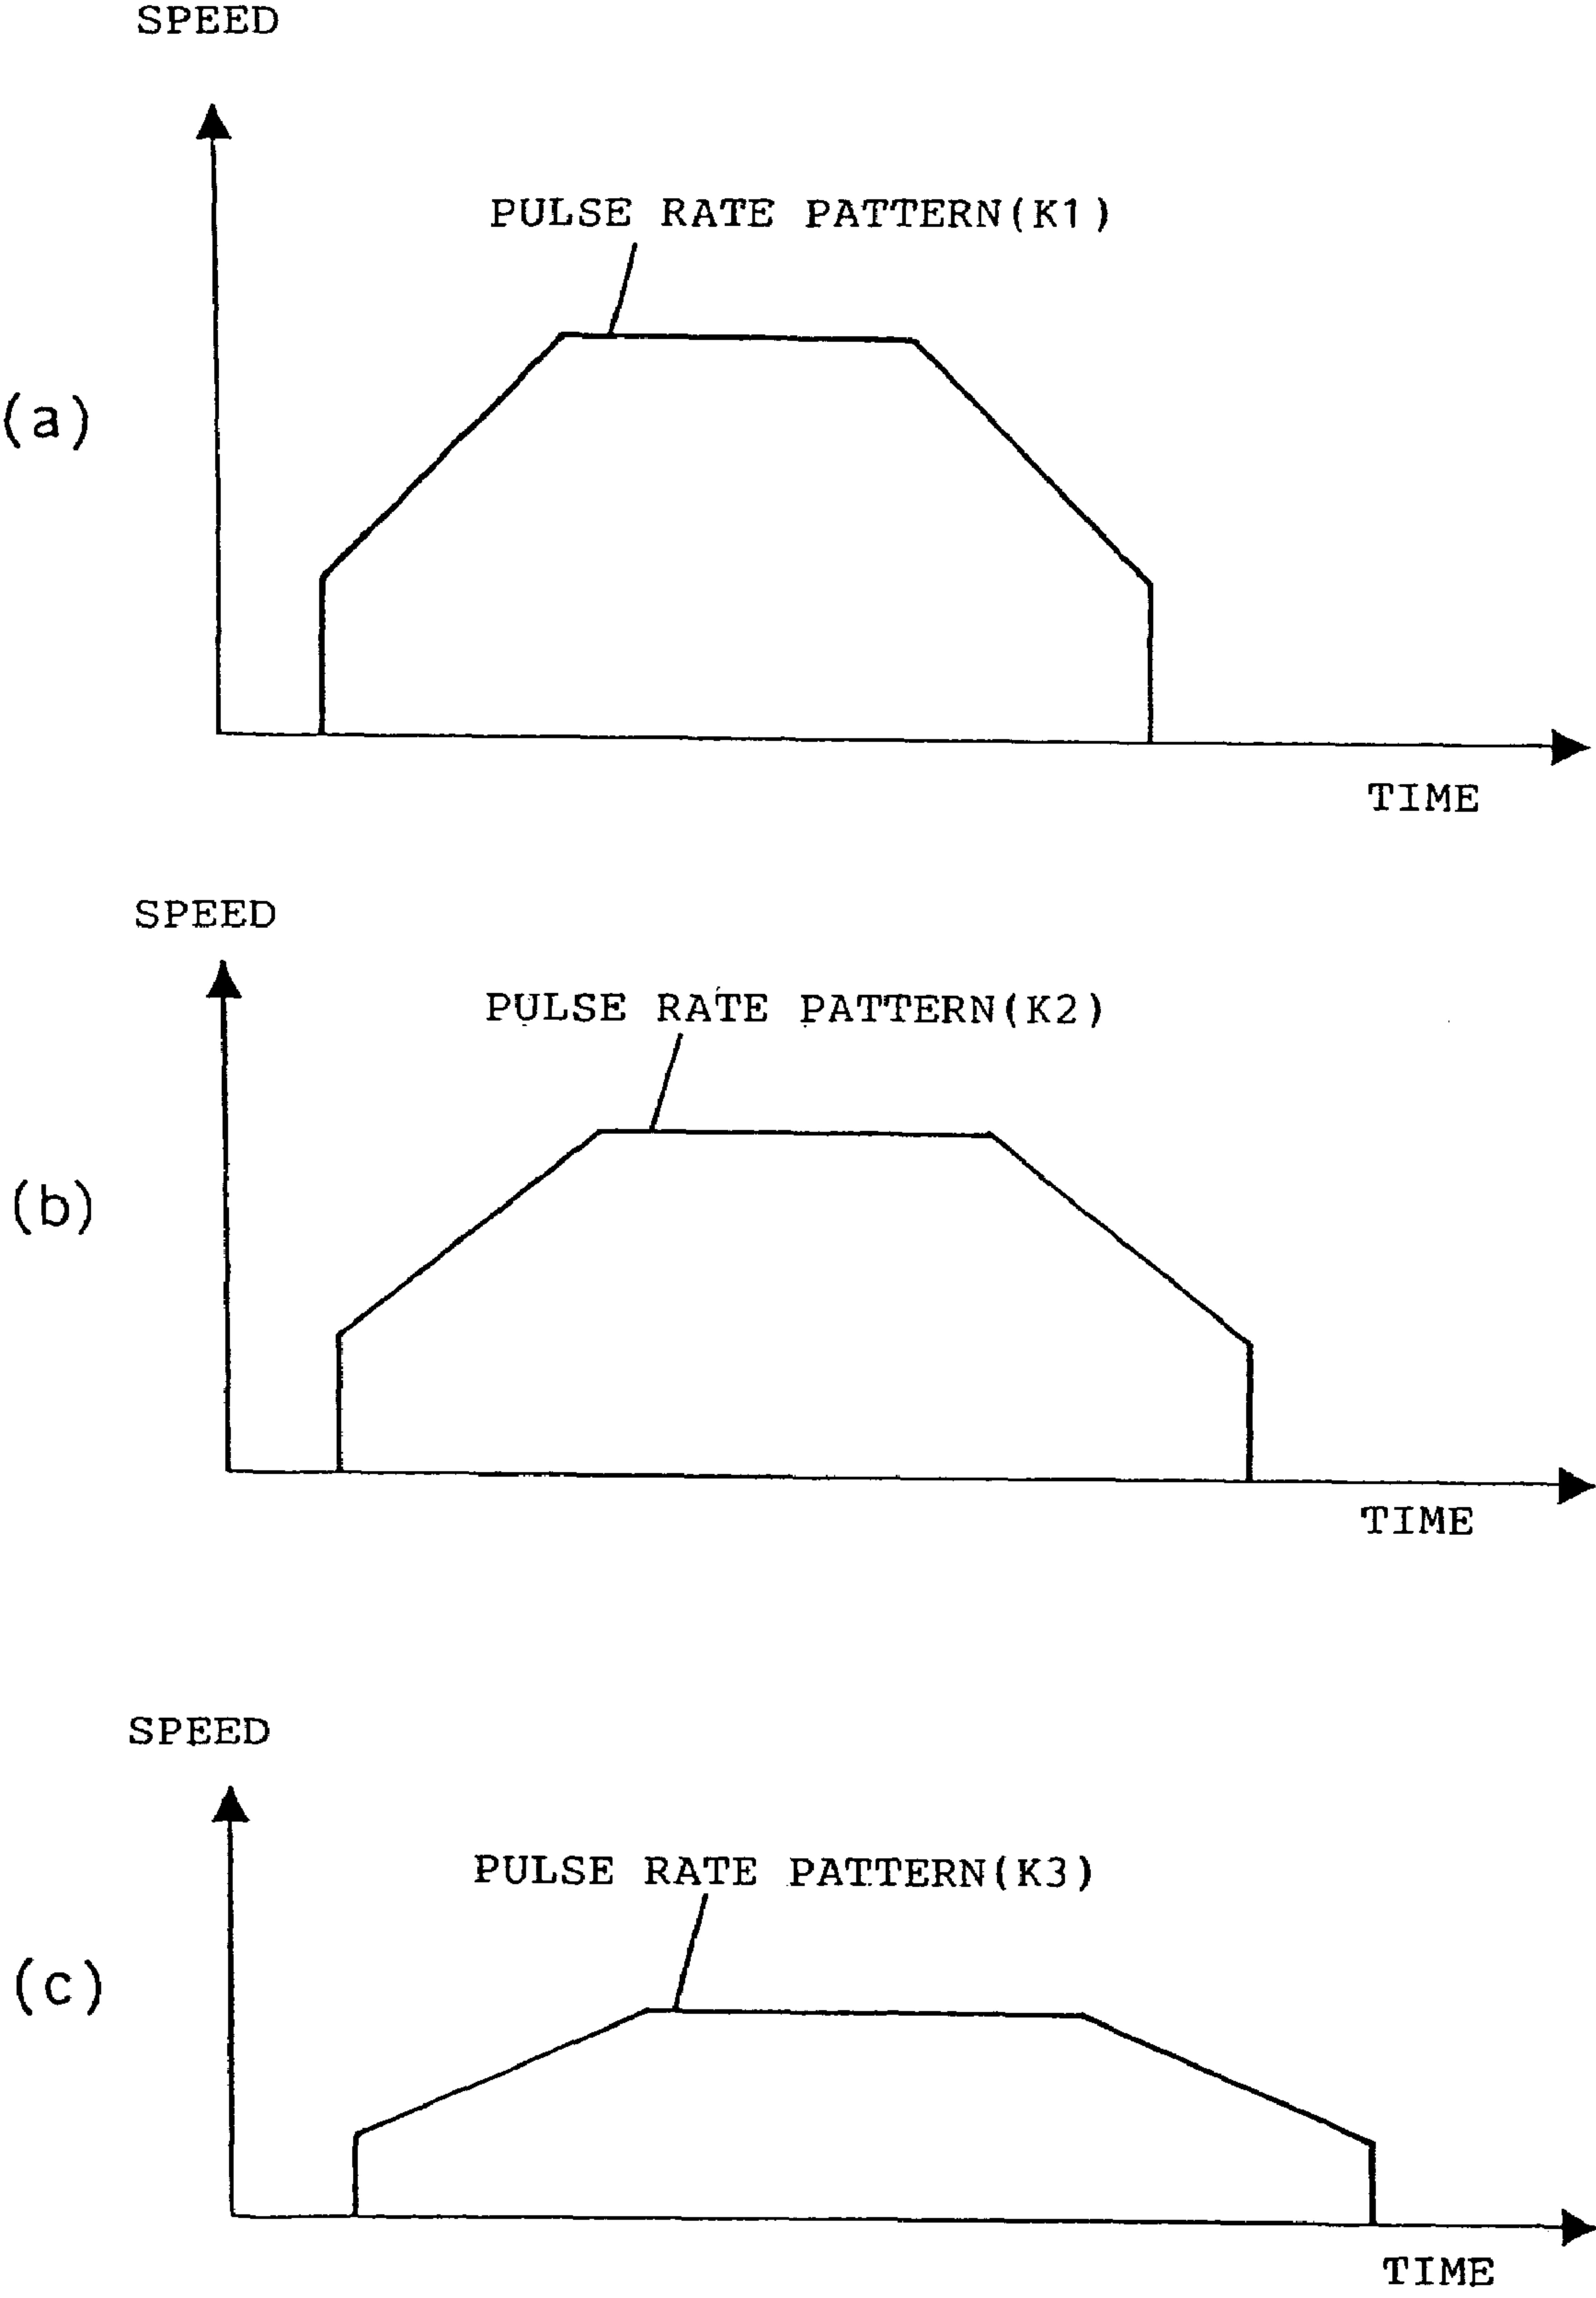 SPEED
PULSE RATE PATTERN(K1)
(a)
TIME
SPEED
PULSE RATE PATTERN(K2)
(b)
TIME
SPEED
PULSE RATE PATTERN(K3)
(c)
TIME